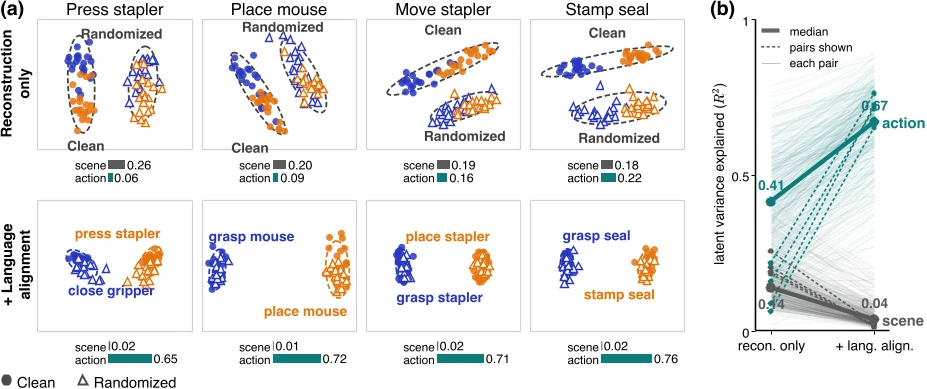 (a)
Press stapler
Place mouse
Move stapler
Stamp seal
(b)
Reconstruction
only
Randomized
Clean
Randomized
Clean
Clean
Randomized
Clean
Randomized
scene 0.26
action 0.06
scene 0.20
action 0.09
scene 0.19
action 0.16
scene 0.18
action 0.22
+ Language
alignment
press stapler
close gripper
grasp mouse
place mouse
place stapler
grasp stapler
grasp seal
stamp seal
scene 0.02
action 0.65
scene 0.01
action 0.72
scene 0.02
action 0.71
scene 0.02
action 0.76
Clean
Randomized
latent variance explained (R²)
1
0.5
0
median
pairs shown
each pair
0.67
action
0.41
0.14
0.04
scene
recon. only
+ lang. align.